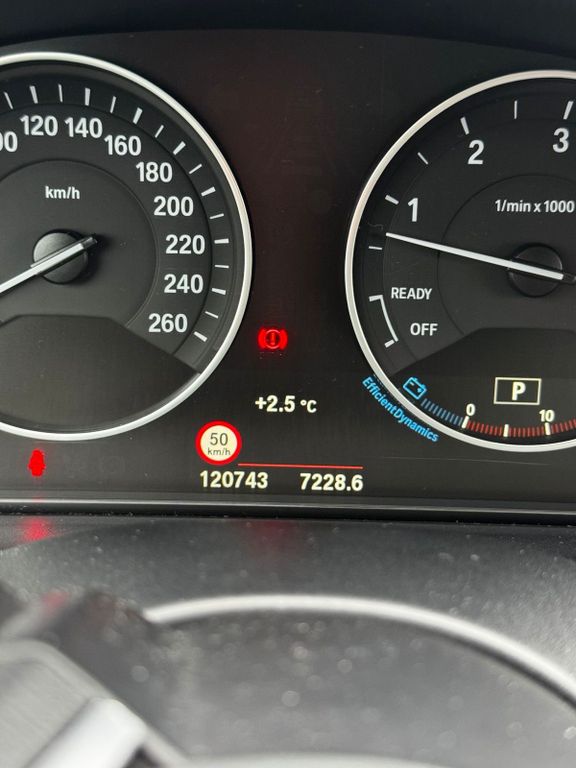 120 140 160 180 200 220 240 260
km/h
1 2 3
1/min x 1000
READY
OFF
P
0 10
EfficientDynamics
+2.5 °C
50
km/h
120743 7228.6